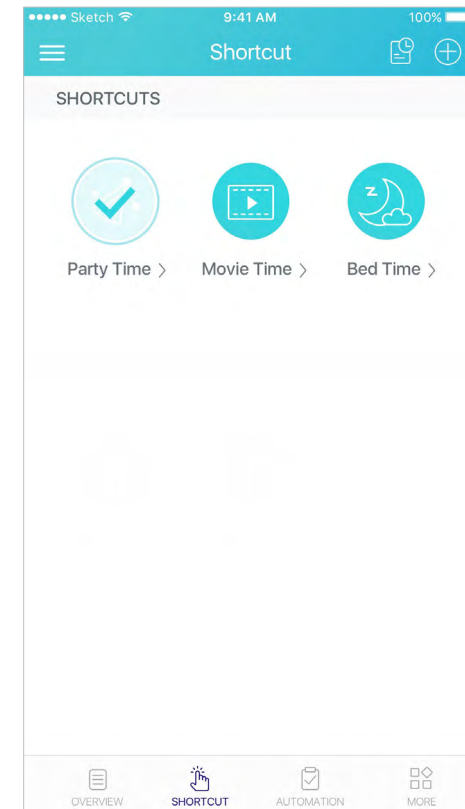 Sketch 9:41 AM 100%
Shortcut
SHORTCUTS
z
Party Time Movie Time Bed Time
OVERVIEW SHORTCUT AUTOMATION MORE